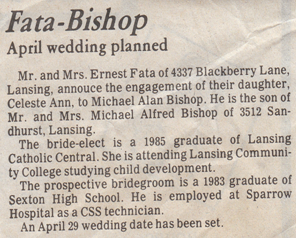 Fata-Bishop
April wedding planned
Mr. and Mrs. Ernest Fata of 4337 Blackberry Lane,
Lansing, annouce the engagement of their daughter,
Celeste Ann, to Michael Alan Bishop. He is the son of
Mr. and Mrs. Michael Alfred Bishop of 3512 San-
dhurst, Lansing.
The bride-elect is a 1985 graduate of Lansing
Catholic Central. She is attending Lansing Communi-
ty College studying child development.
The prospective bridegroom is a 1983 graduate of
Sexton High School. He is employed at Sparrow
Hospital as a CSS technician.
An April 29 wedding date has been set.